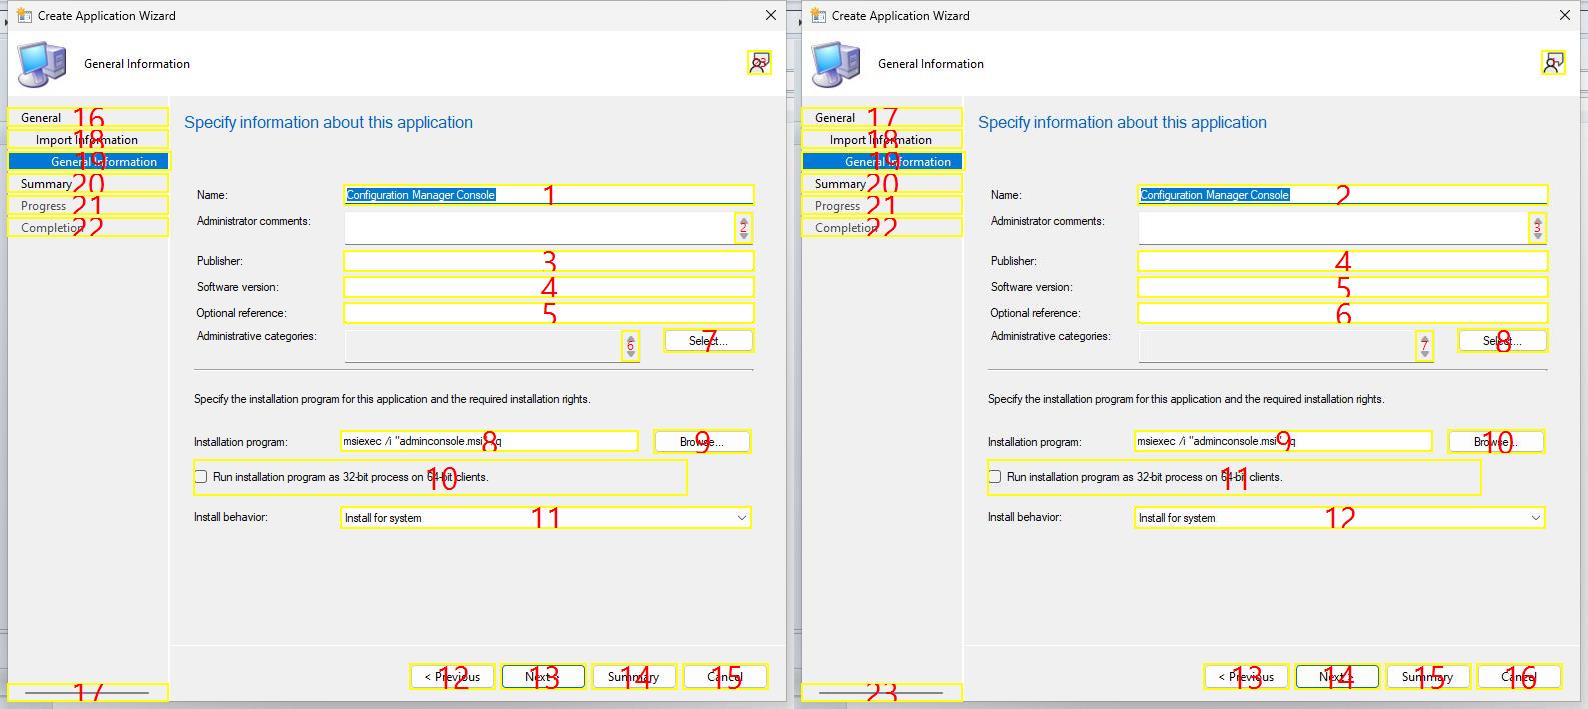 Create Application Wizard
General Information
23
General 16
Import Information 18
General Information 19
Summary 20
Progress 21
Completion 22
17
Specify information about this application
Name: Configuration Manager Console 1
Administrator comments: 2
Publisher: 3
Software version: 4
Optional reference: 5
Administrative categories: 6 Select... 7
Specify the installation program for this application and the required installation rights.
Installation program: msiexec /i "adminconsole.msi" /q 8 Browse... 9
Run installation program as 32-bit process on 64-bit clients. 10
Install behavior: Install for system 11
< Previous 12 Next > 13 Summary 14 Cancel 15
Create Application Wizard
General Information
General 17
Import Information 18
General Information 19
Summary 20
Progress 21
Completion 22
23
Specify information about this application
Name: Configuration Manager Console 2
Administrator comments: 3
Publisher: 4
Software version: 5
Optional reference: 6
Administrative categories: 7 Select... 8
Specify the installation program for this application and the required installation rights.
Installation program: msiexec /i "adminconsole.msi" /q 9 Browse... 10
Run installation program as 32-bit process on 64-bit clients. 11
Install behavior: Install for system 12
< Previous 13 Next > 14 Summary 15 Cancel 16